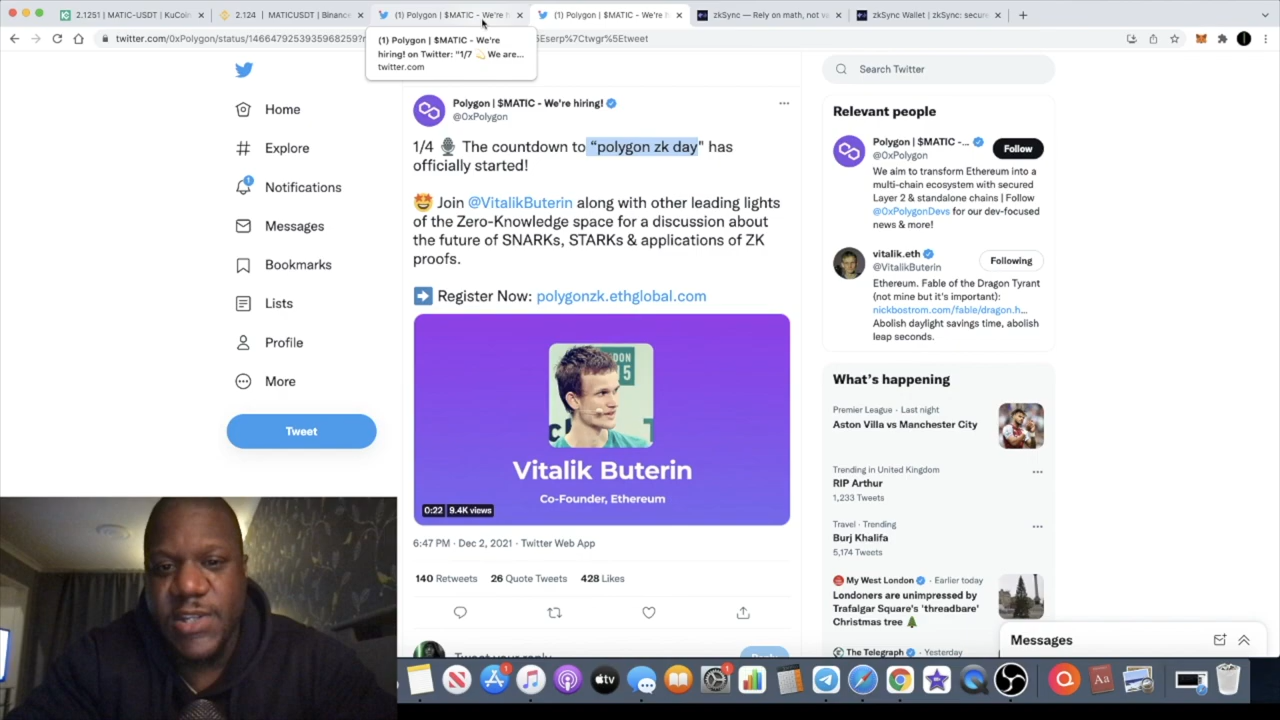 2.1251 | MATIC-USDT | KuCoin
2.124 | MATICUSDT | Binance
(1) Polygon | $MATIC - We're h
(1) Polygon | $MATIC - We're h
zkSync — Rely on math, not va
zkSync Wallet | zkSync: secure
twitter.com/0xPolygon/status/1466479253935968259?r
5Eserp%7Ctwgr%5Etweet
(1) Polygon | $MATIC - We're
hiring! on Twitter: "1/7 💫 We are...
twitter.com
Home
Explore
Notifications
1
Messages
Bookmarks
Lists
Profile
More
Tweet
Polygon | $MATIC - We're hiring!
@0xPolygon
1/4 🎙️ The countdown to “polygon zk day" has
officially started!
🤩 Join @VitalikButerin along with other leading lights
of the Zero-Knowledge space for a discussion about
the future of SNARKs, STARKs & applications of ZK
proofs.
➡️ Register Now: polygonzk.ethglobal.com
Vitalik Buterin
Co-Founder, Ethereum
0:22 9.4K views
6:47 PM · Dec 2, 2021 · Twitter Web App
140 Retweets 26 Quote Tweets 428 Likes
Tweet your reply
Reply
Search Twitter
Relevant people
Polygon | $MATIC -...
@0xPolygon
Follow
We aim to transform Ethereum into a
multi-chain ecosystem with secured
Layer 2 & standalone chains | Follow
@0xPolygonDevs for our dev-focused
news & more!
vitalik.eth
@VitalikButerin
Following
Ethereum. Fable of the Dragon Tyrant
(not mine but it's important):
nickbostrom.com/fable/dragon.h...
Abolish daylight savings time, abolish
leap seconds.
What’s happening
Premier League · Last night
Aston Villa vs Manchester City
Trending in United Kingdom
RIP Arthur
1,233 Tweets
Travel · Trending
Burj Khalifa
5,174 Tweets
My West London · Earlier today
Londoners are unimpressed by
Trafalgar Square's 'threadbare'
Christmas tree 🌲
The Telegraph · Yesterday
Messages
1
tv
1